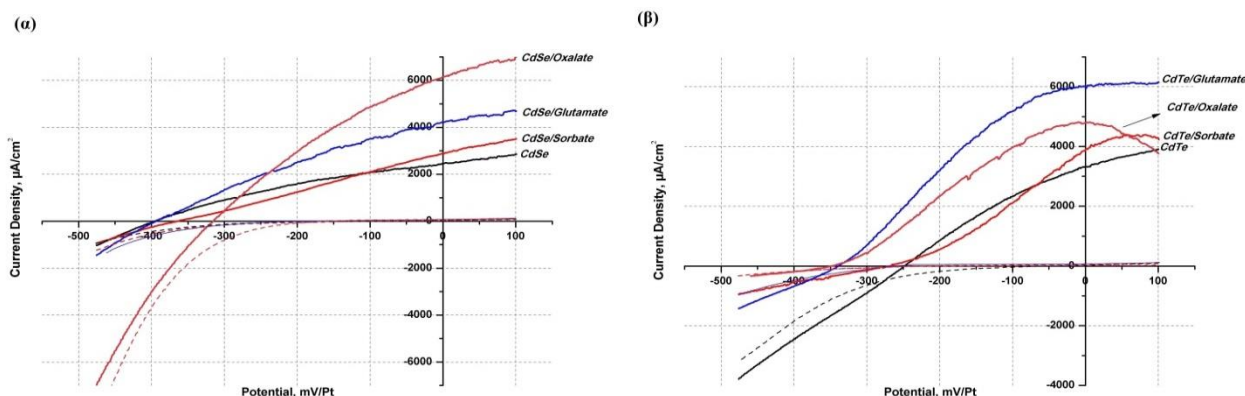 (α)
6000
4000
2000
0
-2000
-4000
-6000
-500
-400
-300
-200
-100
0
100
Current Density, µA/cm²
Potential, mV/Pt
CdSe/Oxalate
CdSe/Glutamate
CdSe/Sorbate
CdSe
(β)
6000
4000
2000
0
-2000
-4000
-500
-400
-300
-200
-100
0
100
Current Density, µA/cm²
Potential, mV/Pt
CdTe/Glutamate
CdTe/Oxalate
CdTe/Sorbate
CdTe